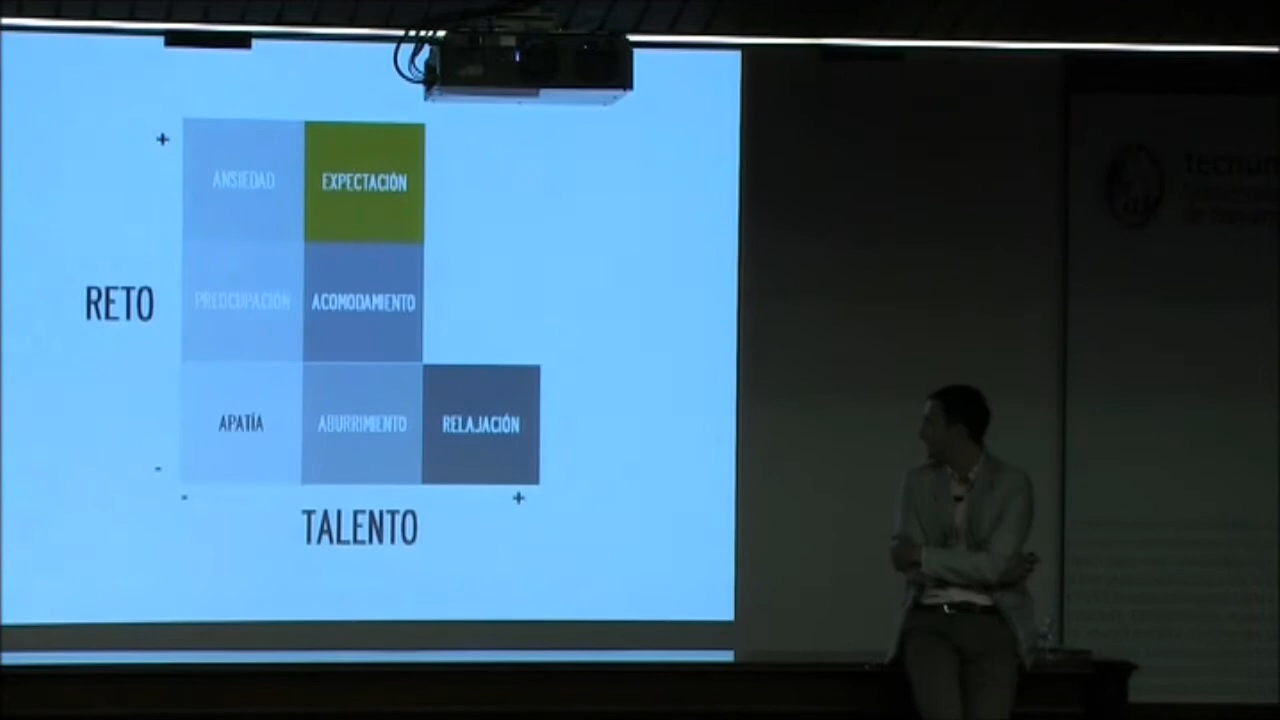 +
ANSIEDAD EXPECTACIÓN
RETO
PREOCUPACIÓN ACOMODAMIENTO
APATÍA ABURRIMIENTO RELAJACIÓN
-
- +
TALENTO
tecnun